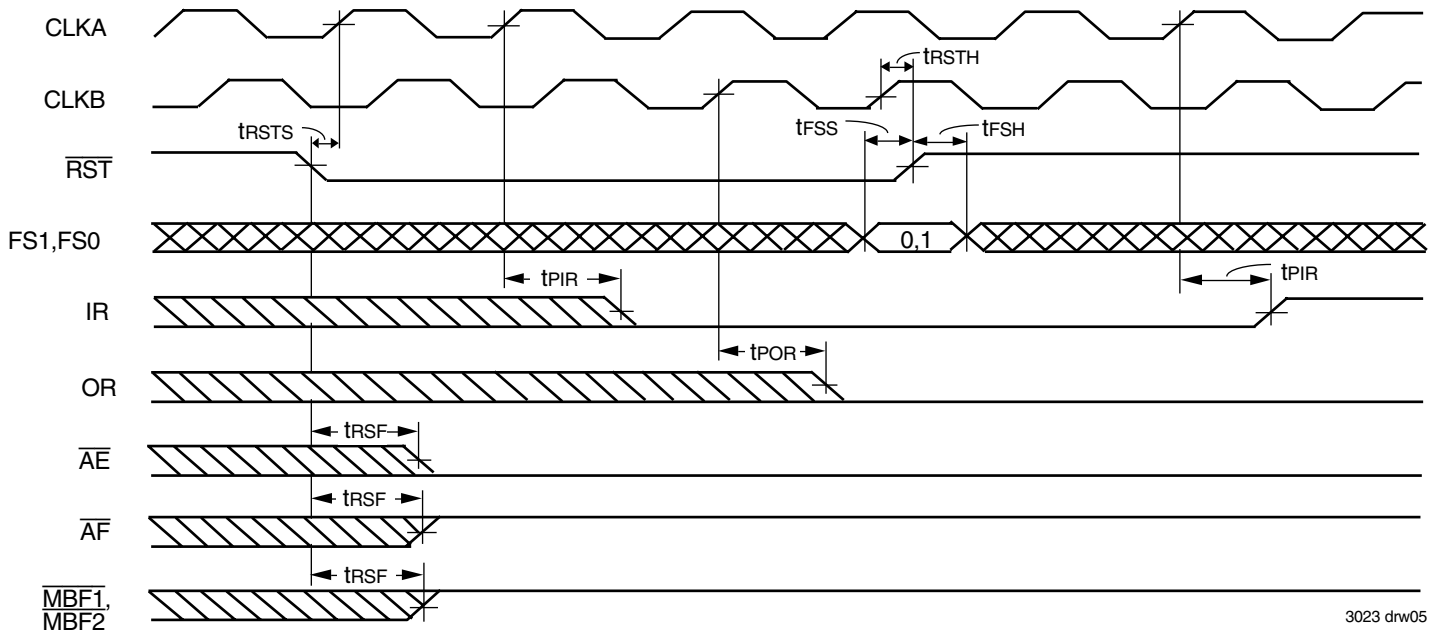 CLKA
tRSTH
CLKB
tRSTS
tFSS
tFSH
RST
FS1,FS0
0,1
tPIR
tPIR
IR
tPOR
OR
tRSF
AE
tRSF
AF
tRSF
MBF1,
MBF2
3023 drw05